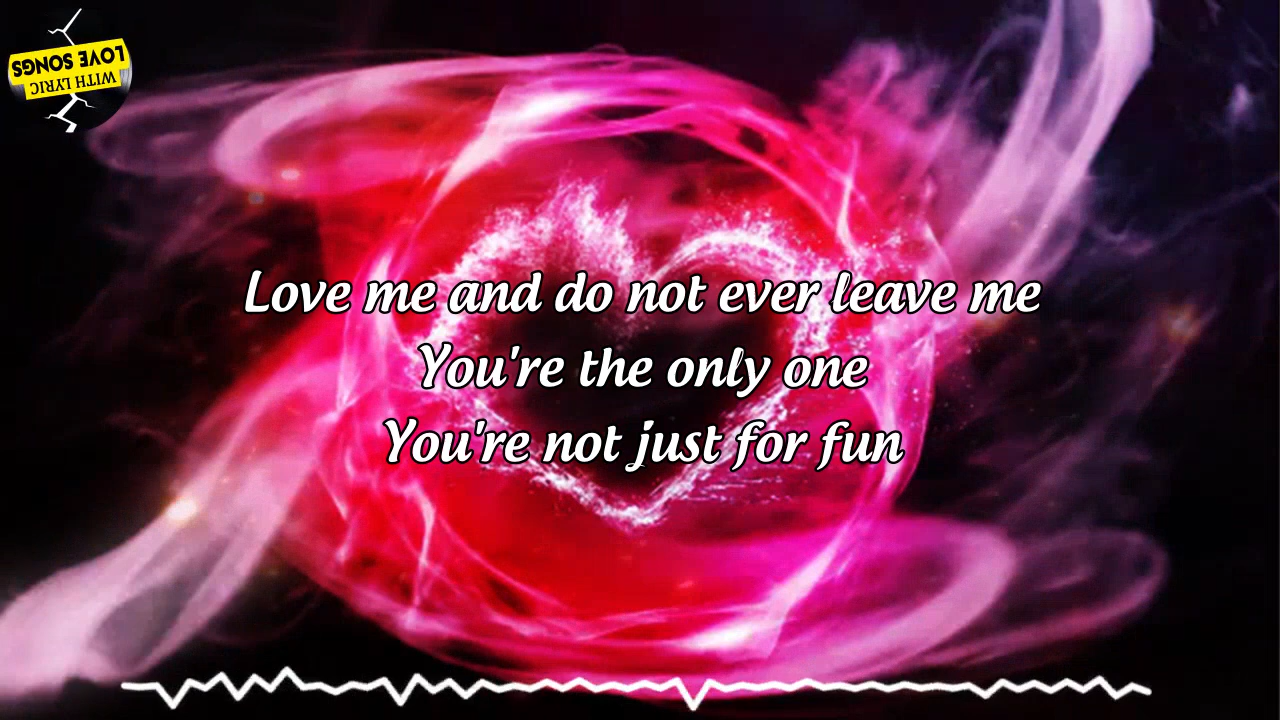 LOVE SONGS
WITH LYRIC
Love me and do not ever leave me
You're the only one
You're not just for fun